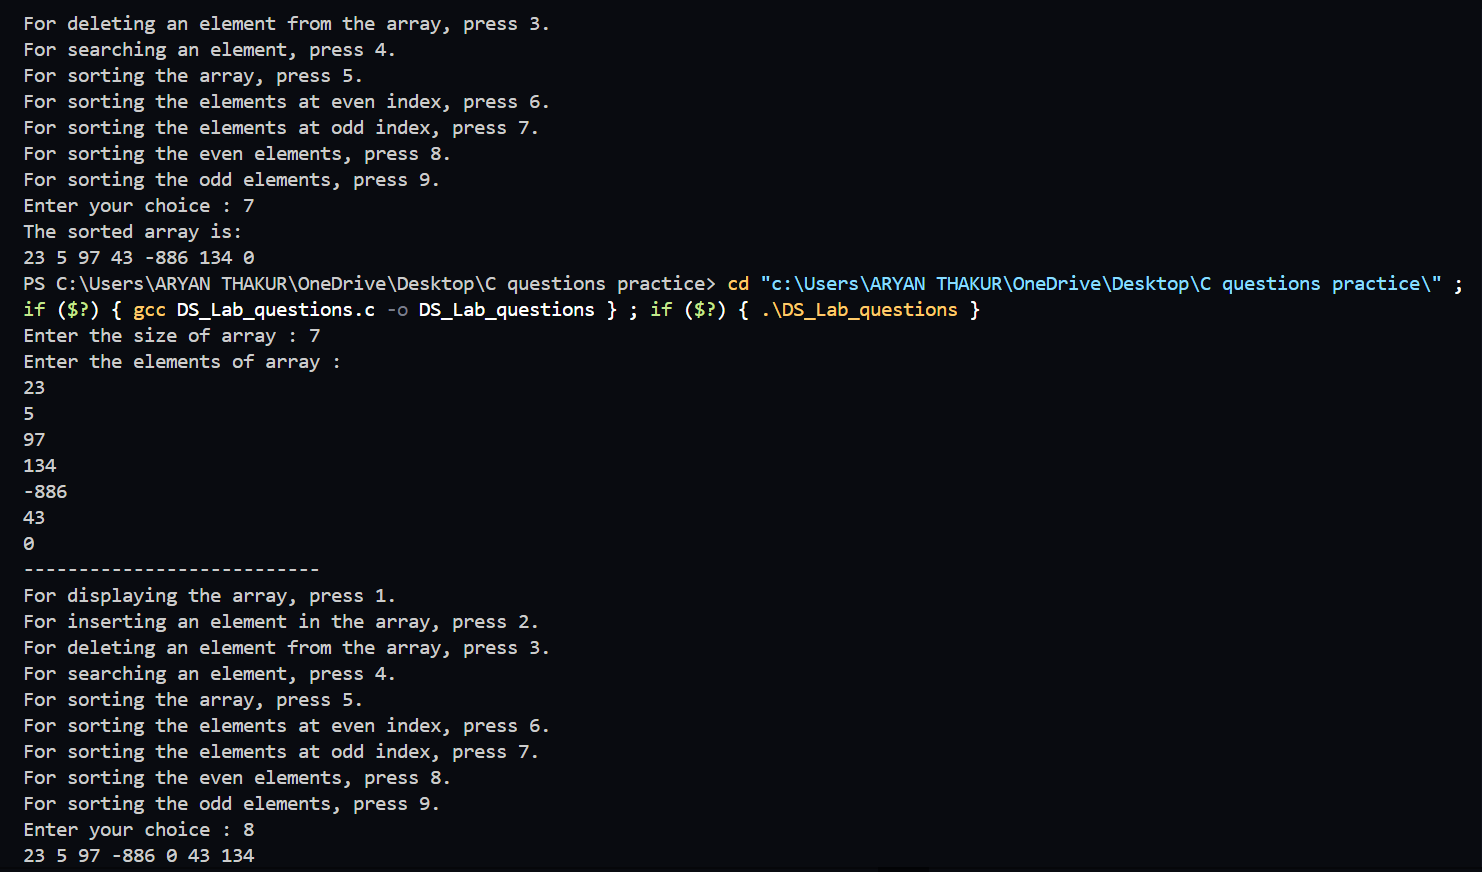 For deleting an element from the array, press 3.
For searching an element, press 4.
For sorting the array, press 5.
For sorting the elements at even index, press 6.
For sorting the elements at odd index, press 7.
For sorting the even elements, press 8.
For sorting the odd elements, press 9.
Enter your choice : 7
The sorted array is:
23 5 97 43 -886 134 0
PS C:\Users\ARYAN THAKUR\OneDrive\Desktop\C questions practice> cd "c:\Users\ARYAN THAKUR\OneDrive\Desktop\C questions practice\" ;
if ($?) { gcc DS_Lab_questions.c -o DS_Lab_questions } ; if ($?) { .\DS_Lab_questions }
Enter the size of array : 7
Enter the elements of array :
23
5
97
134
-886
43
0
---------------------------
For displaying the array, press 1.
For inserting an element in the array, press 2.
For deleting an element from the array, press 3.
For searching an element, press 4.
For sorting the array, press 5.
For sorting the elements at even index, press 6.
For sorting the elements at odd index, press 7.
For sorting the even elements, press 8.
For sorting the odd elements, press 9.
Enter your choice : 8
23 5 97 -886 0 43 134